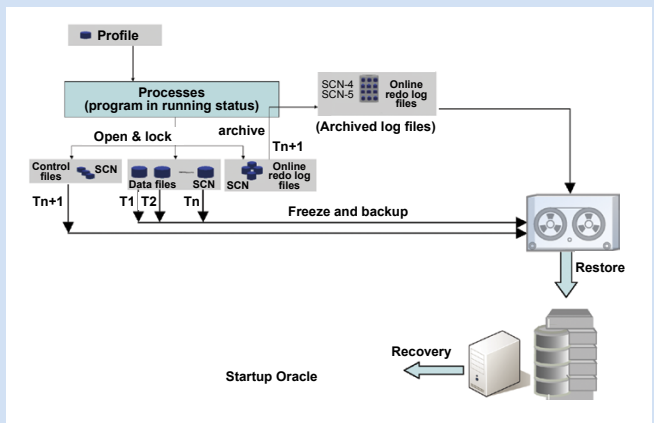 Profile
Processes
(program in running status)
SCN-4
SCN-5
Online
redo log
files
(Archived log files)
archive
Tn+1
Open & lock
Control
files
SCN
Data files
SCN
SCN
Online
redo log
files
Tn+1
T1
T2
Tn
Freeze and backup
Restore
Recovery
Startup Oracle